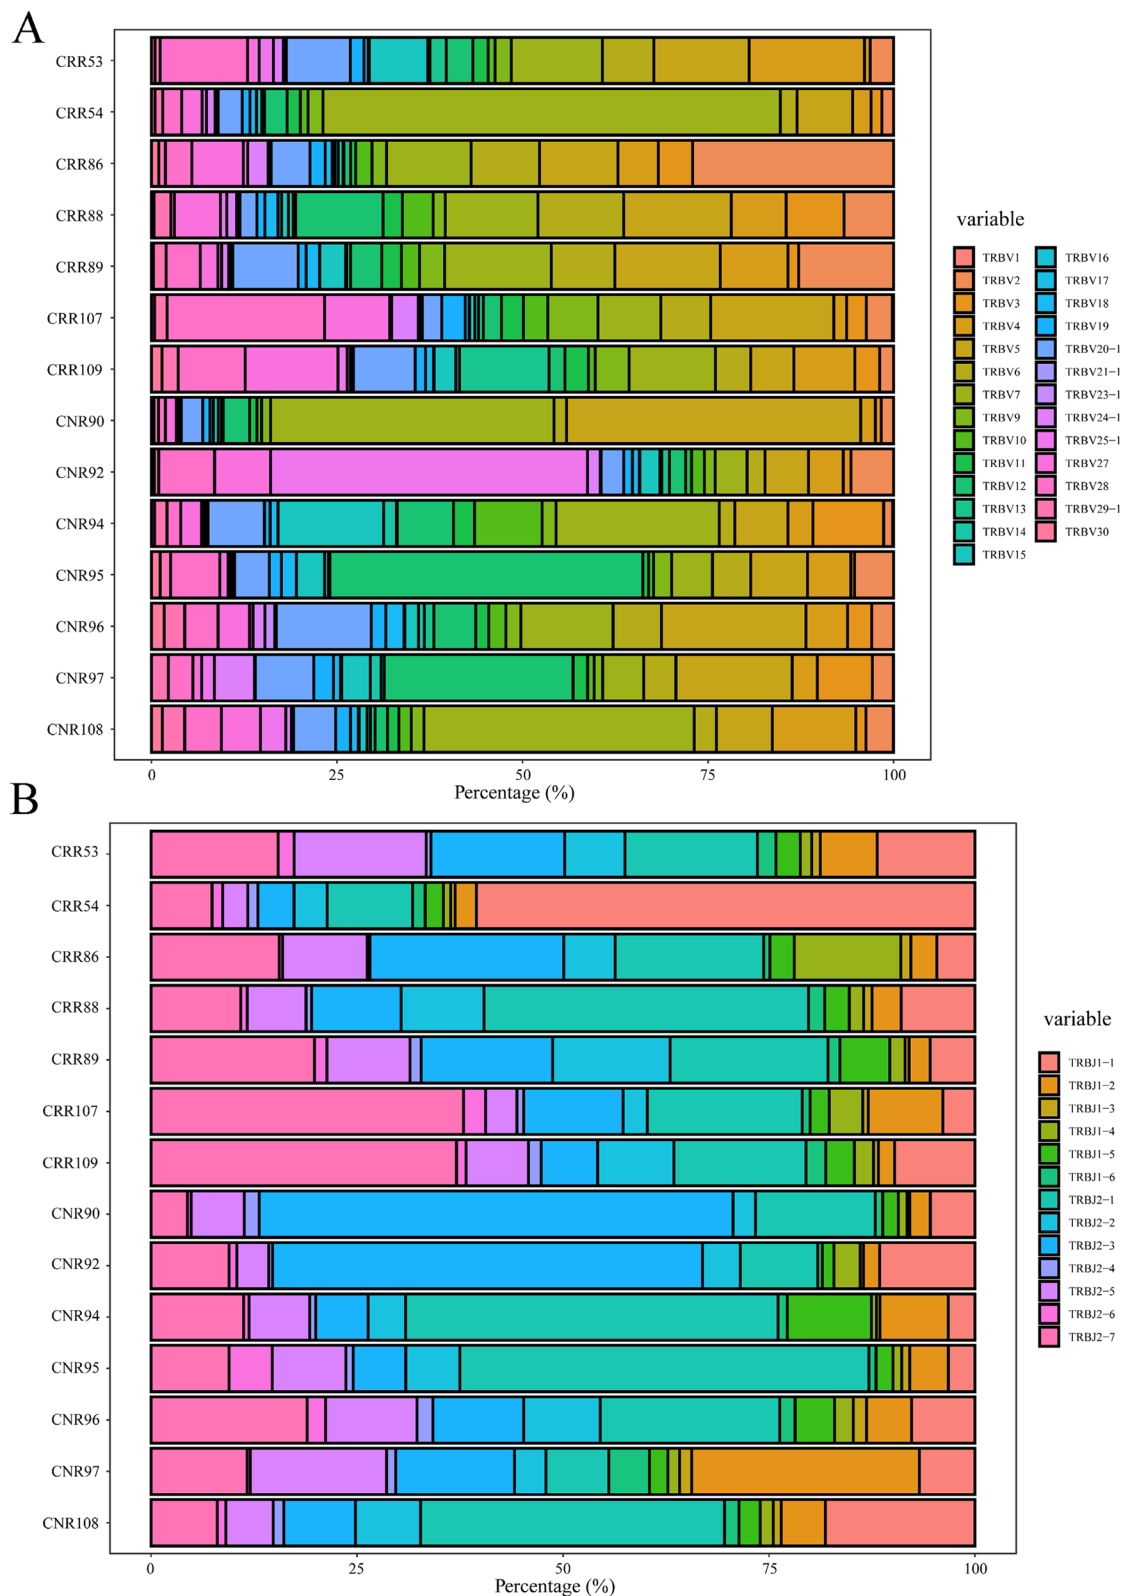 A
CRR53
CRR54
CRR86
CRR88
CRR89
CRR107
CRR109
CNR90
CNR92
CNR94
CNR95
CNR96
CNR97
CNR108
0 25 50 75 100
Percentage (%)
variable
TRBV1 TRBV16
TRBV2 TRBV17
TRBV3 TRBV18
TRBV4 TRBV19
TRBV5 TRBV20−1
TRBV6 TRBV21−1
TRBV7 TRBV23−1
TRBV9 TRBV24−1
TRBV10 TRBV25−1
TRBV11 TRBV27
TRBV12 TRBV28
TRBV13 TRBV29−1
TRBV14 TRBV30
TRBV15
B
CRR53
CRR54
CRR86
CRR88
CRR89
CRR107
CRR109
CNR90
CNR92
CNR94
CNR95
CNR96
CNR97
CNR108
0 25 50 75 100
Percentage (%)
variable
TRBJ1−1
TRBJ1−2
TRBJ1−3
TRBJ1−4
TRBJ1−5
TRBJ1−6
TRBJ2−1
TRBJ2−2
TRBJ2−3
TRBJ2−4
TRBJ2−5
TRBJ2−6
TRBJ2−7